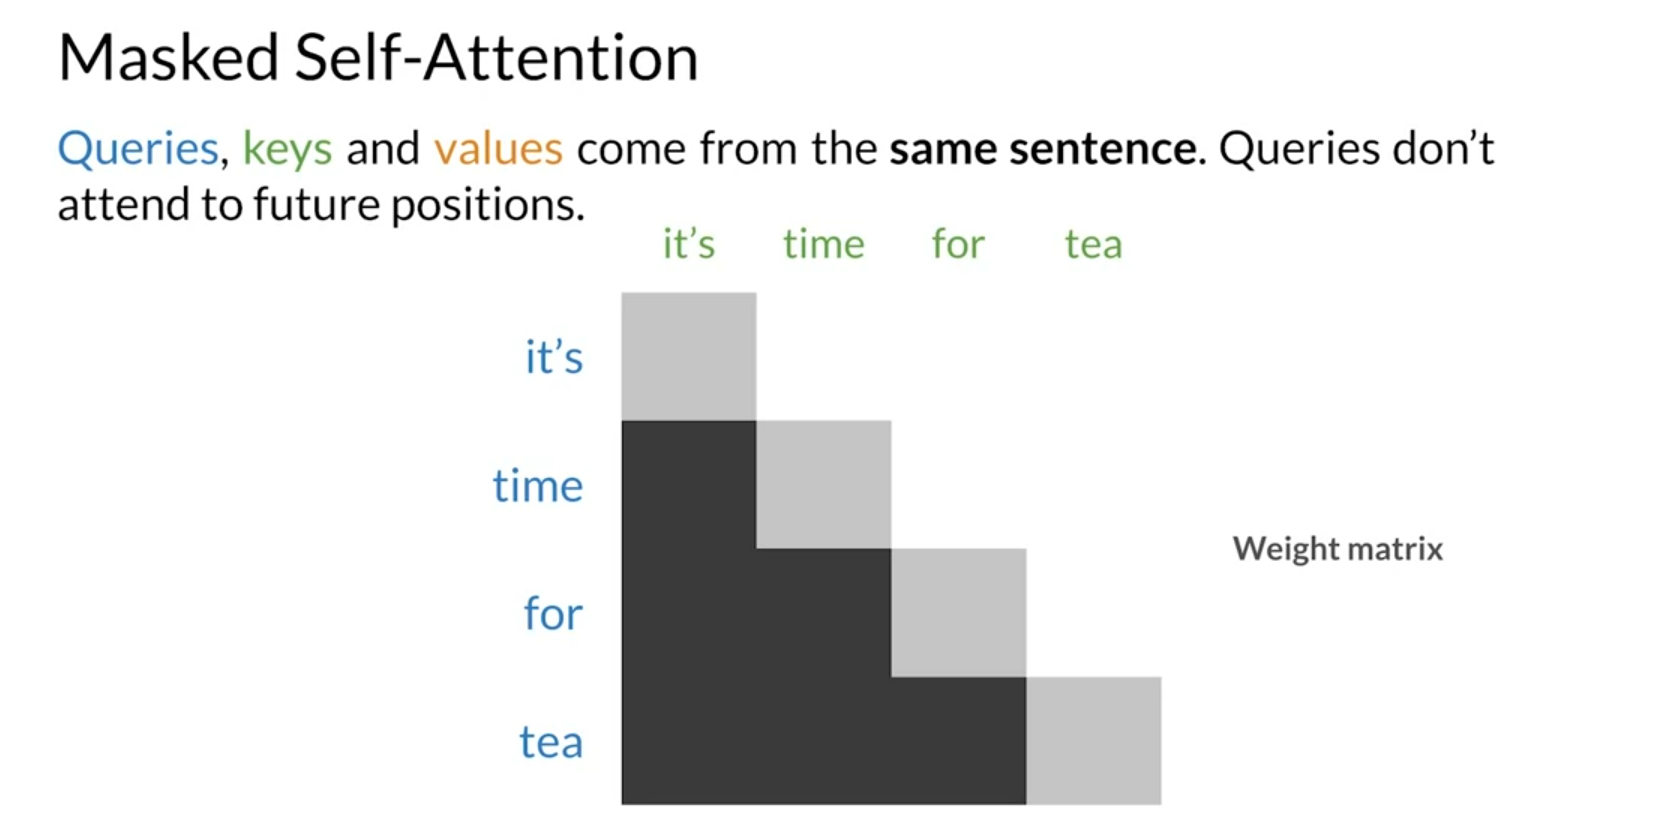 Masked Self-Attention
Queries, keys and values come from the same sentence. Queries don’t
attend to future positions.
it’s time for tea
it’s
time
Weight matrix
for
tea